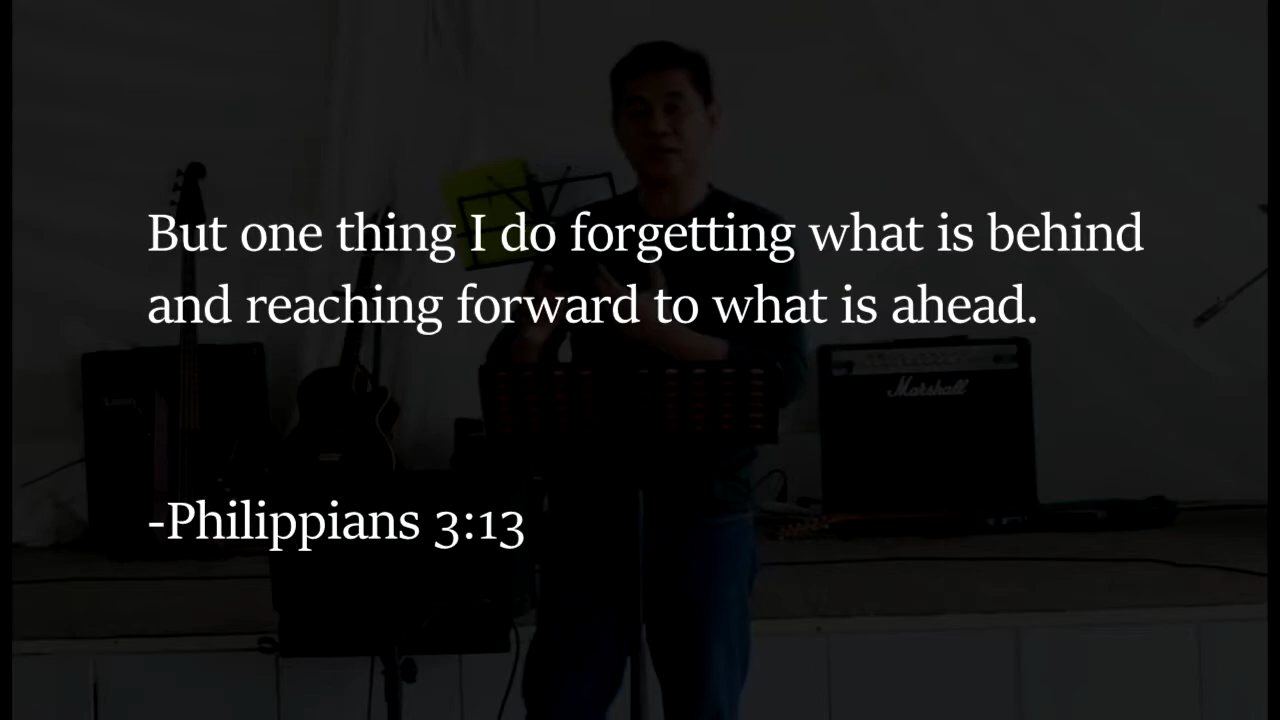 But one thing I do forgetting what is behind
and reaching forward to what is ahead.
Marshall
-Philippians 3:13